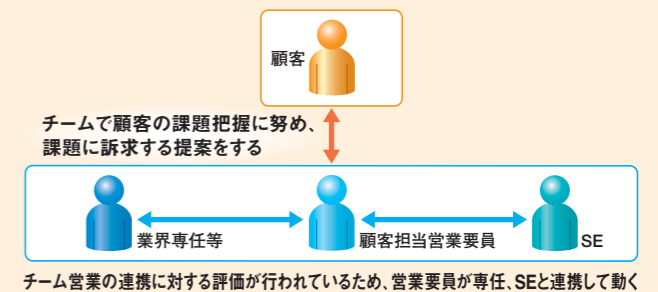 顧客
チームで顧客の課題把握に努め、
課題に訴求する提案をする
業界専任等
顧客担当営業要員
SE
チーム営業の連携に対する評価が行われているため、営業要員が専任、SEと連携して動く